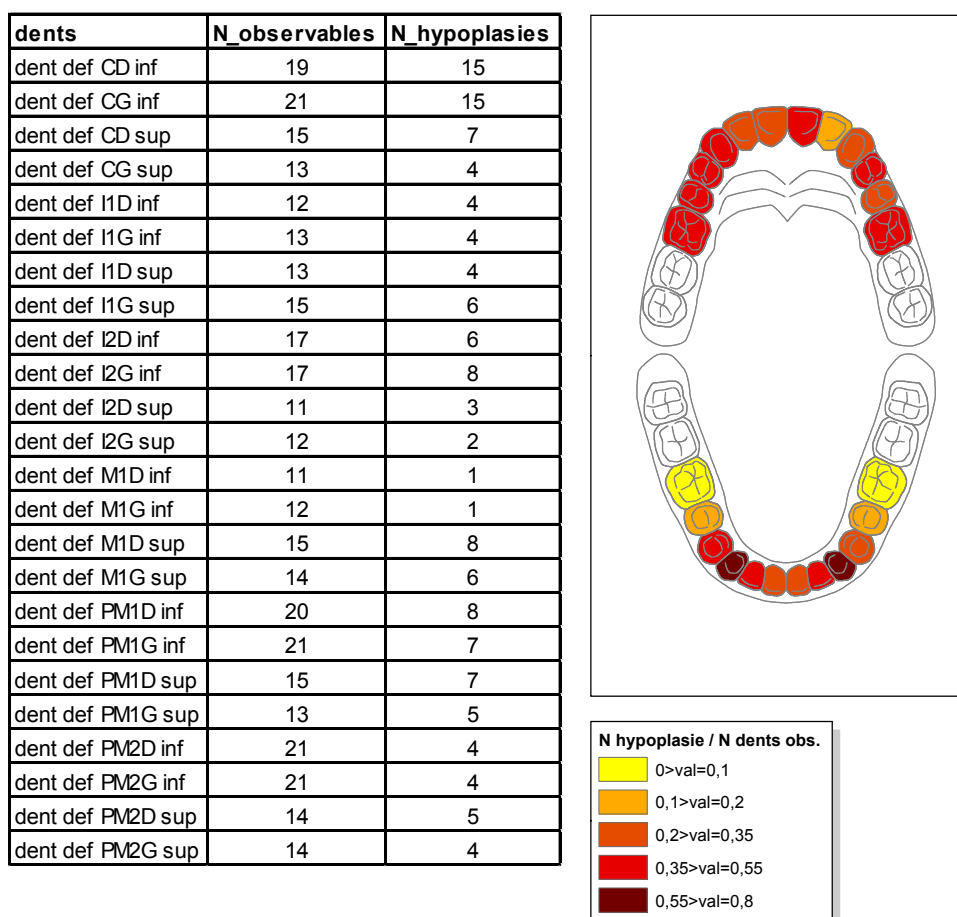 dents N_observables N_hypoplasies
dent def CD inf 19 15
dent def CG inf 21 15
dent def CD sup 15 7
dent def CG sup 13 4
dent def I1D inf 12 4
dent def I1G inf 13 4
dent def I1D sup 13 4
dent def I1G sup 15 6
dent def I2D inf 17 6
dent def I2G inf 17 8
dent def I2D sup 11 3
dent def I2G sup 12 2
dent def M1D inf 11 1
dent def M1G inf 12 1
dent def M1D sup 15 8
dent def M1G sup 14 6
dent def PM1D inf 20 8
dent def PM1G inf 21 7
dent def PM1D sup 15 7
dent def PM1G sup 13 5
dent def PM2D inf 21 4
dent def PM2G inf 21 4
dent def PM2D sup 14 5
dent def PM2G sup 14 4
N hypoplasie / N dents obs.
0>val=0,1
0,1>val=0,2
0,2>val=0,35
0,35>val=0,55
0,55>val=0,8